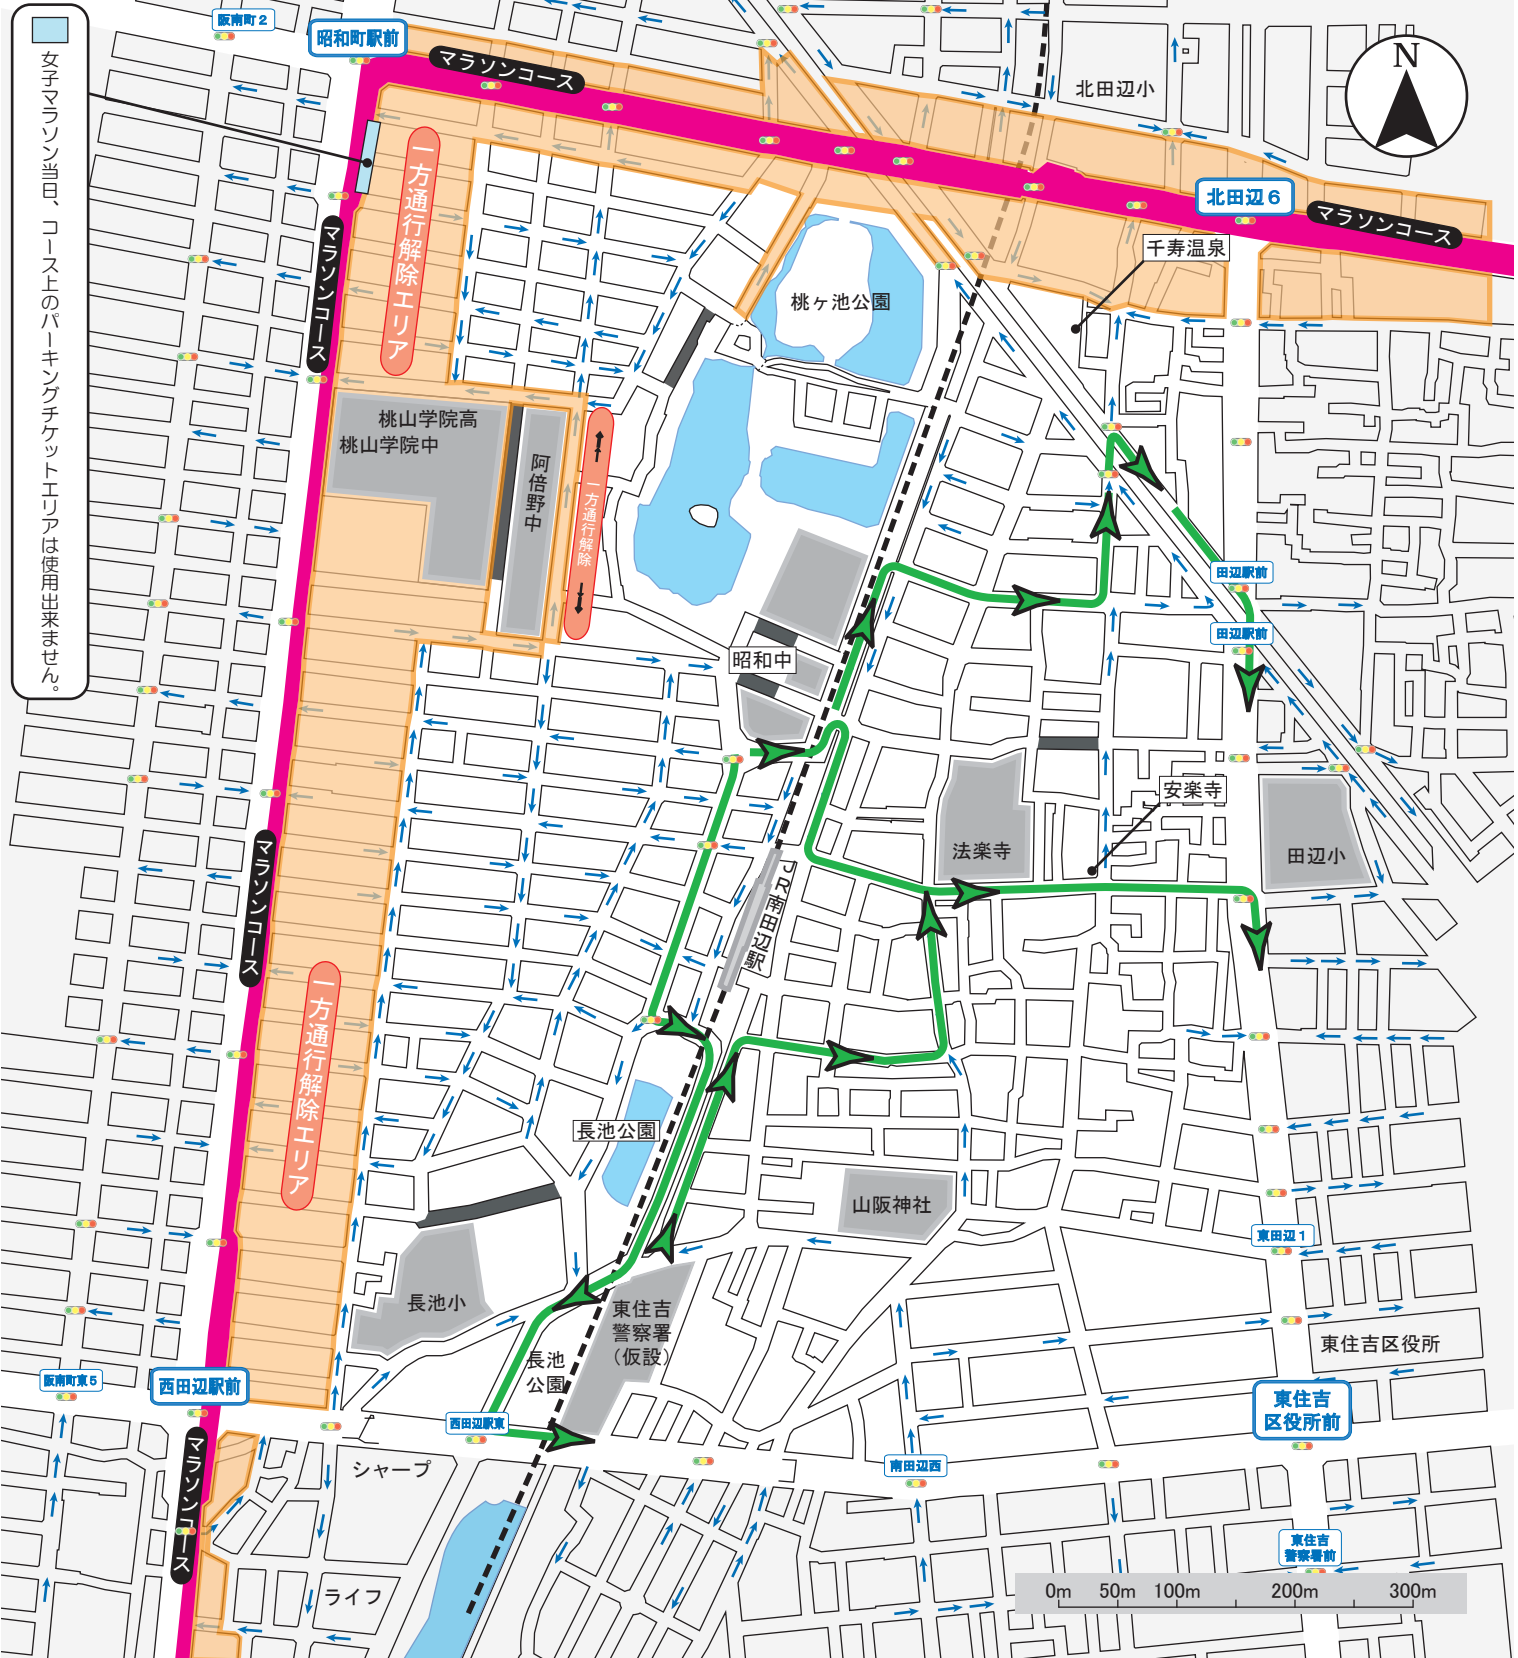 女子マラソン当日、コース上のパーキングチケットエリアは使用出来ません。
阪南町2
昭和町駅前
マラソンコース
北田辺小
N
北田辺6
マラソンコース
千寿温泉
一方通行解除エリア
マラソンコース
桃ヶ池公園
桃山学院高
桃山学院中
阿倍野中
一方通行解除
田辺駅前
田辺駅前
昭和中
安楽寺
法楽寺
田辺小
マラソンコース
JR南田辺駅
一方通行解除エリア
長池公園
山阪神社
東田辺1
長池小
東住吉
警察署
(仮設)
東住吉区役所
長池
公園
阪南町東5
西田辺駅前
西田辺駅東
東住吉
区役所前
マラソンコース
シャープ
南田辺西
東住吉
警察署前
ライフ
0m 50m 100m 200m 300m